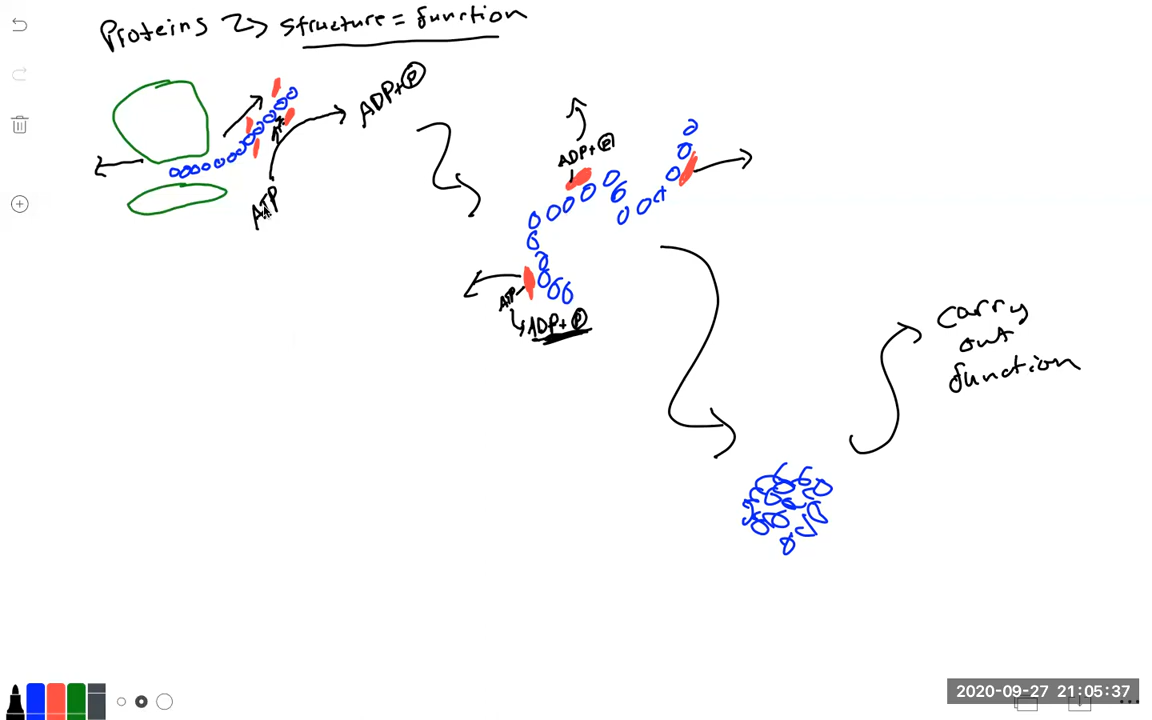 Proteins → structure = function
ADP + P
ATP
ADP + P
ATP
ADP + P
carry
out
function
2020-09-27 21:05:37